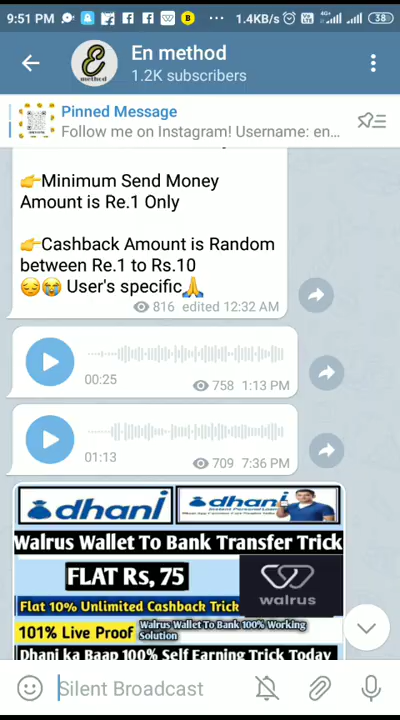 9:51 PM
1.4KB/s
4G+
38
En method
1.2K subscribers
Pinned Message
Follow me on Instagram! Username: en...
👉Minimum Send Money
Amount is Re.1 Only
👉Cashback Amount is Random
between Re.1 to Rs.10
😔😭 User's specific🙏
816 edited 12:32 AM
00:25
758 1:13 PM
01:13
709 7:36 PM
dhani
dhani
Walrus Wallet To Bank Transfer Trick
FLAT Rs, 75
walrus
Flat 10% Unlimited Cashback Trick
101% Live Proof
Walrus Wallet To Bank 100% Working
Solution
Dhani ka Baap 100% Self Earning Trick Today
Silent Broadcast